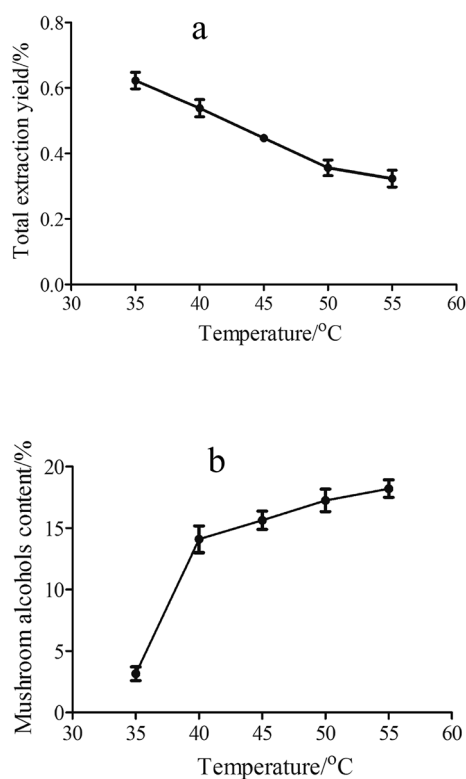 a
Total extraction yield/%
0.8
0.6
0.4
0.2
0.0
30 35 40 45 50 55 60
Temperature/°C
b
Mushroom alcohols content/%
20
15
10
5
0
30 35 40 45 50 55 60
Temperature/°C